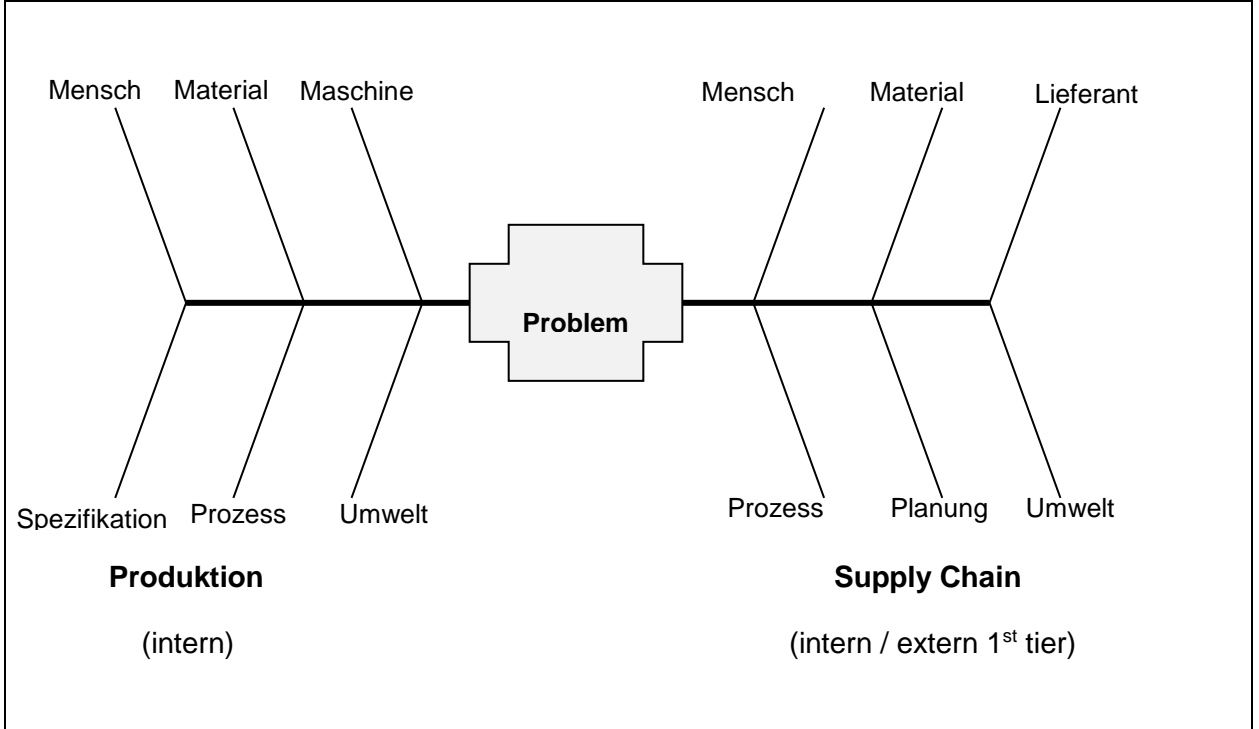 Mensch Material Maschine Mensch Material Lieferant
Problem
Spezifikation Prozess Umwelt Prozess Planung Umwelt
Produktion Supply Chain
(intern) (intern / extern 1st tier)